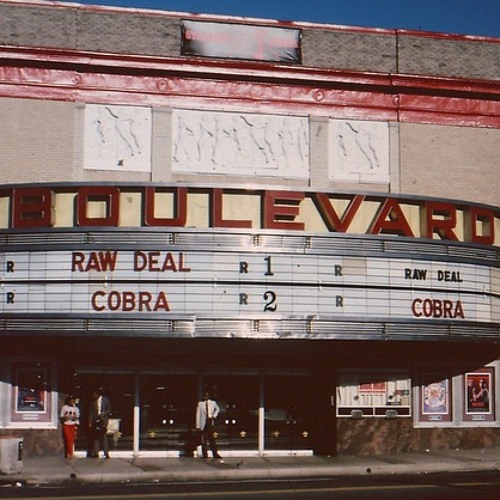 BOULEVARD
R RAW DEAL R 1 R RAW DEAL
R COBRA R 2 R COBRA